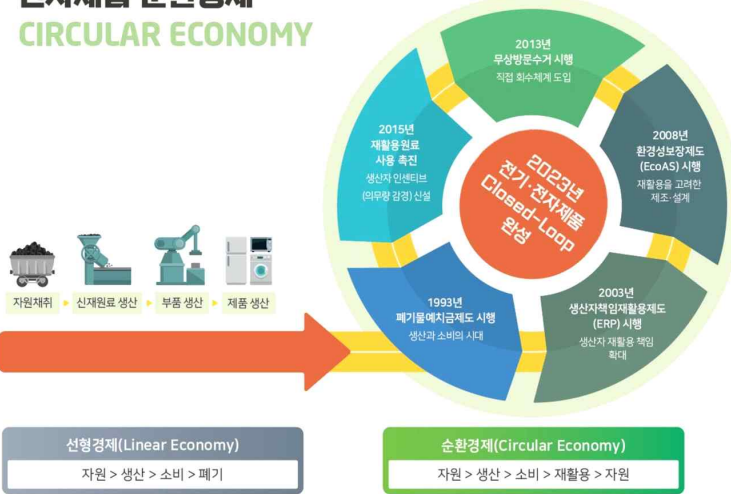 전자제품 순환경제
CIRCULAR ECONOMY
2013년
무상방문수거 시행
직접 회수체계 도입
2008년
환경성보장제도
(EcoAS) 시행
재활용을 고려한
제조·설계
2003년
생산자책임재활용제도
(ERP) 시행
생산자 재활용 책임
확대
1993년
폐기물예치금제도 시행
생산과 소비의 시대
2015년
재활용원료
사용 촉진
생산자 인센티브
(의무량 감경) 신설
2023년
전기·전자제품
Closed-Loop
완성
자원채취
신재원료 생산
부품 생산
제품 생산
선형경제(Linear Economy)
자원 > 생산 > 소비 > 폐기
순환경제(Circular Economy)
자원 > 생산 > 소비 > 재활용 > 자원